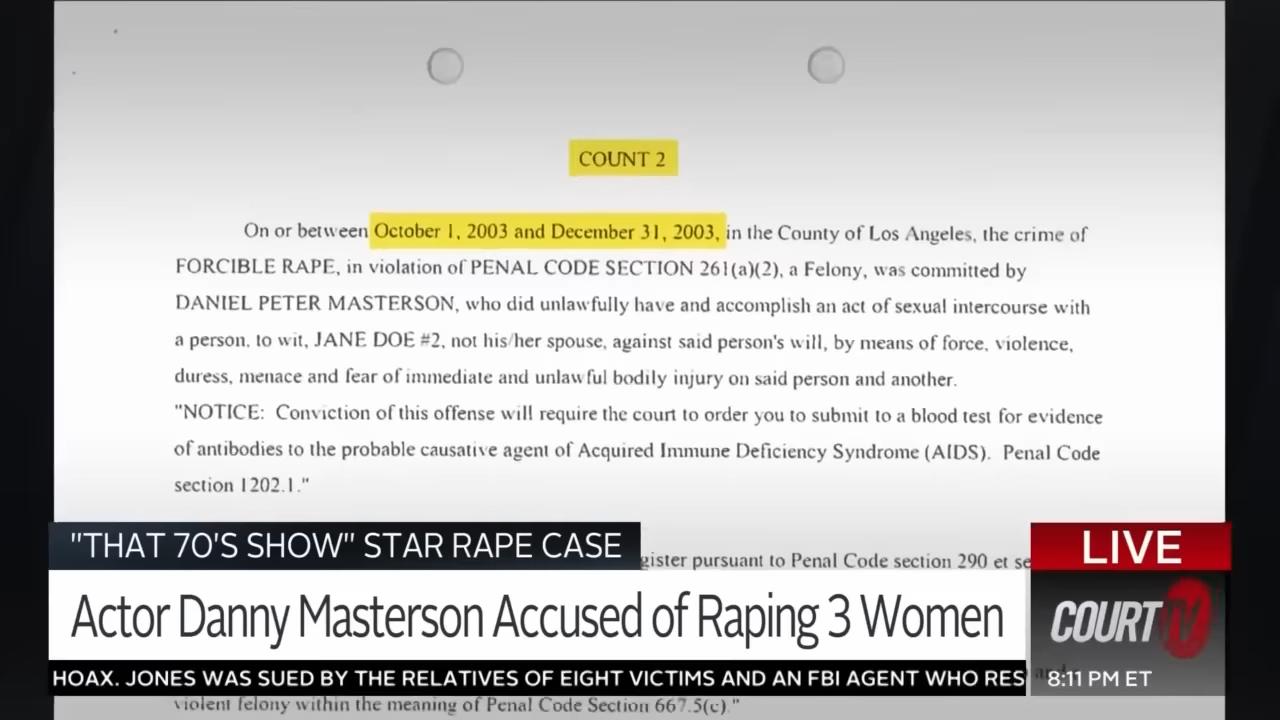 COUNT 2
On or between October 1, 2003 and December 31, 2003, in the County of Los Angeles, the crime of
FORCIBLE RAPE, in violation of PENAL CODE SECTION 261(a)(2), a Felony, was committed by
DANIEL PETER MASTERSON, who did unlawfully have and accomplish an act of sexual intercourse with
a person, to wit, JANE DOE #2, not his/her spouse, against said person's will, by means of force, violence,
duress, menace and fear of immediate and unlawful bodily injury on said person and another.
"NOTICE: Conviction of this offense will require the court to order you to submit to a blood test for evidence
of antibodies to the probable causative agent of Acquired Immune Deficiency Syndrome (AIDS). Penal Code
section 1202.1."
"THAT 70'S SHOW" STAR RAPE CASE
gister pursuant to Penal Code section 290 et se
LIVE
Actor Danny Masterson Accused of Raping 3 Women
COURT TV
HOAX. JONES WAS SUED BY THE RELATIVES OF EIGHT VICTIMS AND AN FBI AGENT WHO RES
8:11 PM ET
violent felony within the meaning of Penal Code Section 667.5(c)."